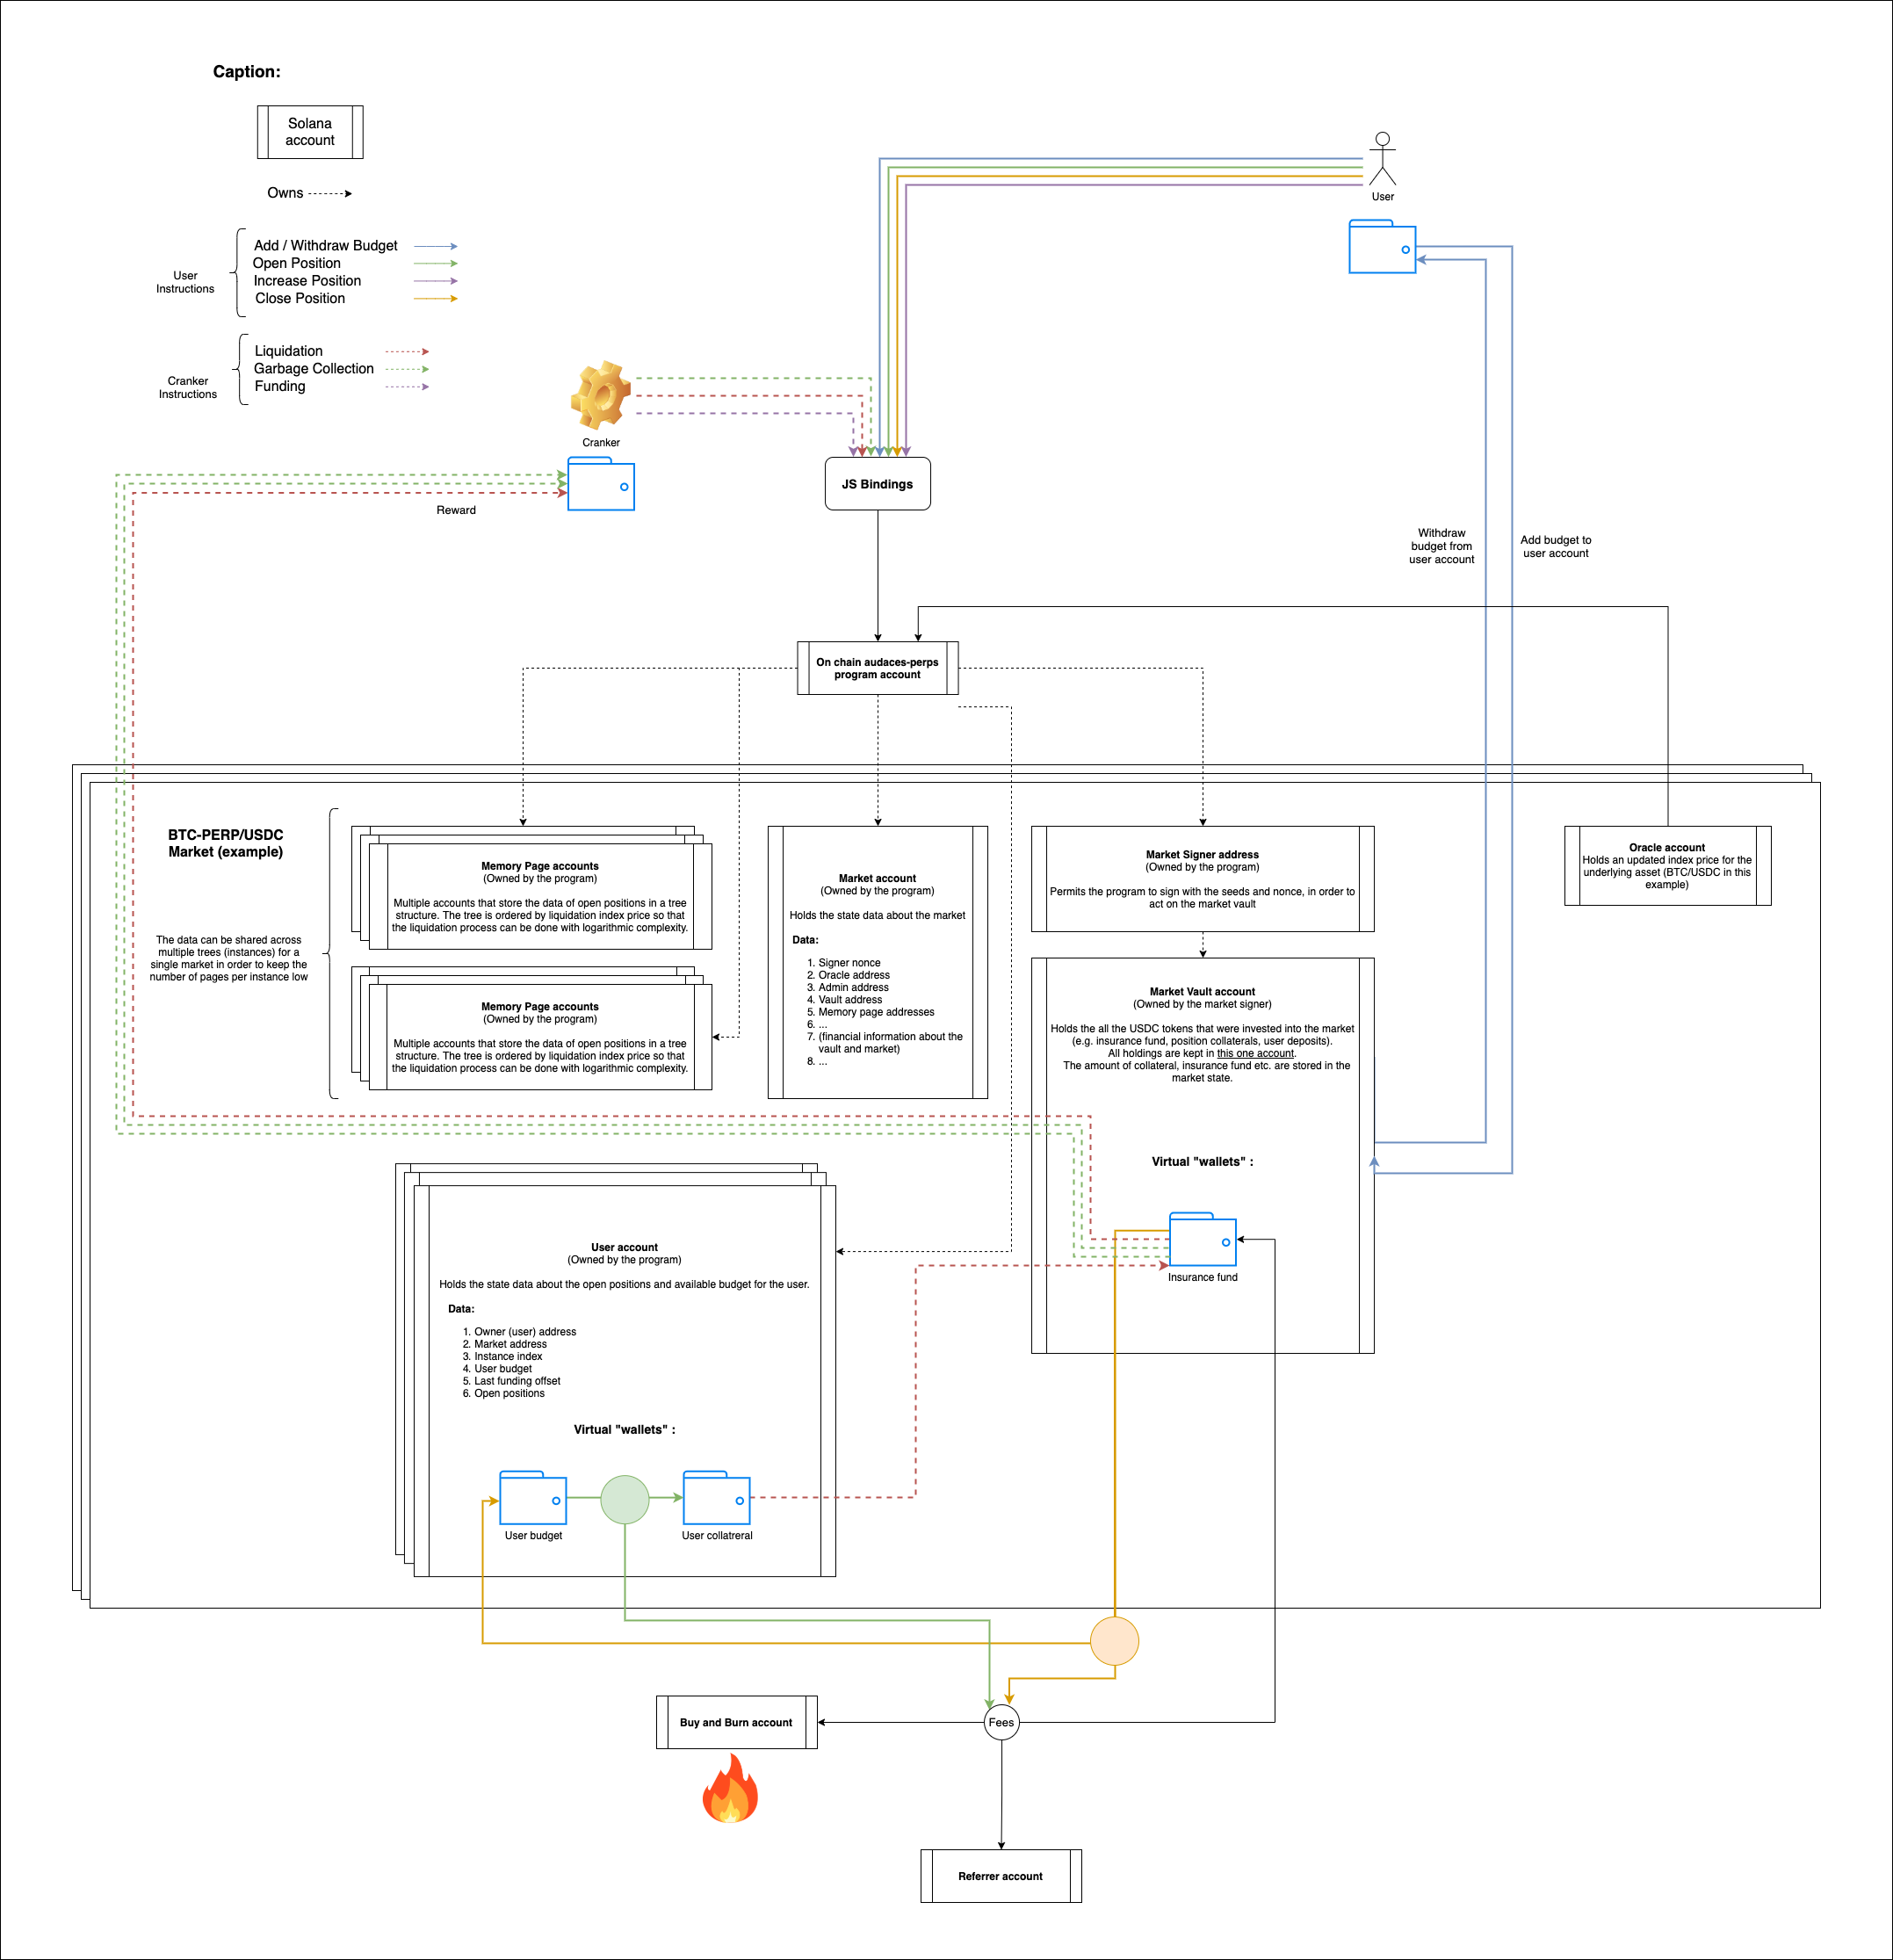 Caption:
Solana
account
Owns
User
Instructions
Add / Withdraw Budget
Open Position
Increase Position
Close Position
Cranker
Instructions
Liquidation
Garbage Collection
Funding
User
Cranker
Reward
JS Bindings
Withdraw
budget from
user account
Add budget to
user account
On chain audaces-perps
program account
BTC-PERP/USDC
Market (example)
The data can be shared across
multiple trees (instances) for a
single market in order to keep the
number of pages per instance low
Memory Page accounts
(Owned by the program)
Multiple accounts that store the data of open positions in a tree
structure. The tree is ordered by liquidation index price so that
the liquidation process can be done with logarithmic complexity.
Memory Page accounts
(Owned by the program)
Multiple accounts that store the data of open positions in a tree
structure. The tree is ordered by liquidation index price so that
the liquidation process can be done with logarithmic complexity.
Market account
(Owned by the program)
Holds the state data about the market
Data:
1. Signer nonce
2. Oracle address
3. Admin address
4. Vault address
5. Memory page addresses
6. ...
7. (financial information about the
vault and market)
8. ...
Market Signer address
(Owned by the program)
Permits the program to sign with the seeds and nonce, in order to
act on the market vault
Market Vault account
(Owned by the market signer)
Holds the all the USDC tokens that were invested into the market
(e.g. insurance fund, position collaterals, user deposits).
All holdings are kept in this one account.
The amount of collateral, insurance fund etc. are stored in the
market state.
Virtual "wallets" :
Insurance fund
Oracle account
Holds an updated index price for the
underlying asset (BTC/USDC in this
example)
User account
(Owned by the program)
Holds the state data about the open positions and available budget for the user.
Data:
1. Owner (user) address
2. Market address
3. Instance index
4. User budget
5. Last funding offset
6. Open positions
Virtual "wallets" :
User budget
User collatreral
Buy and Burn account
Fees
Referrer account